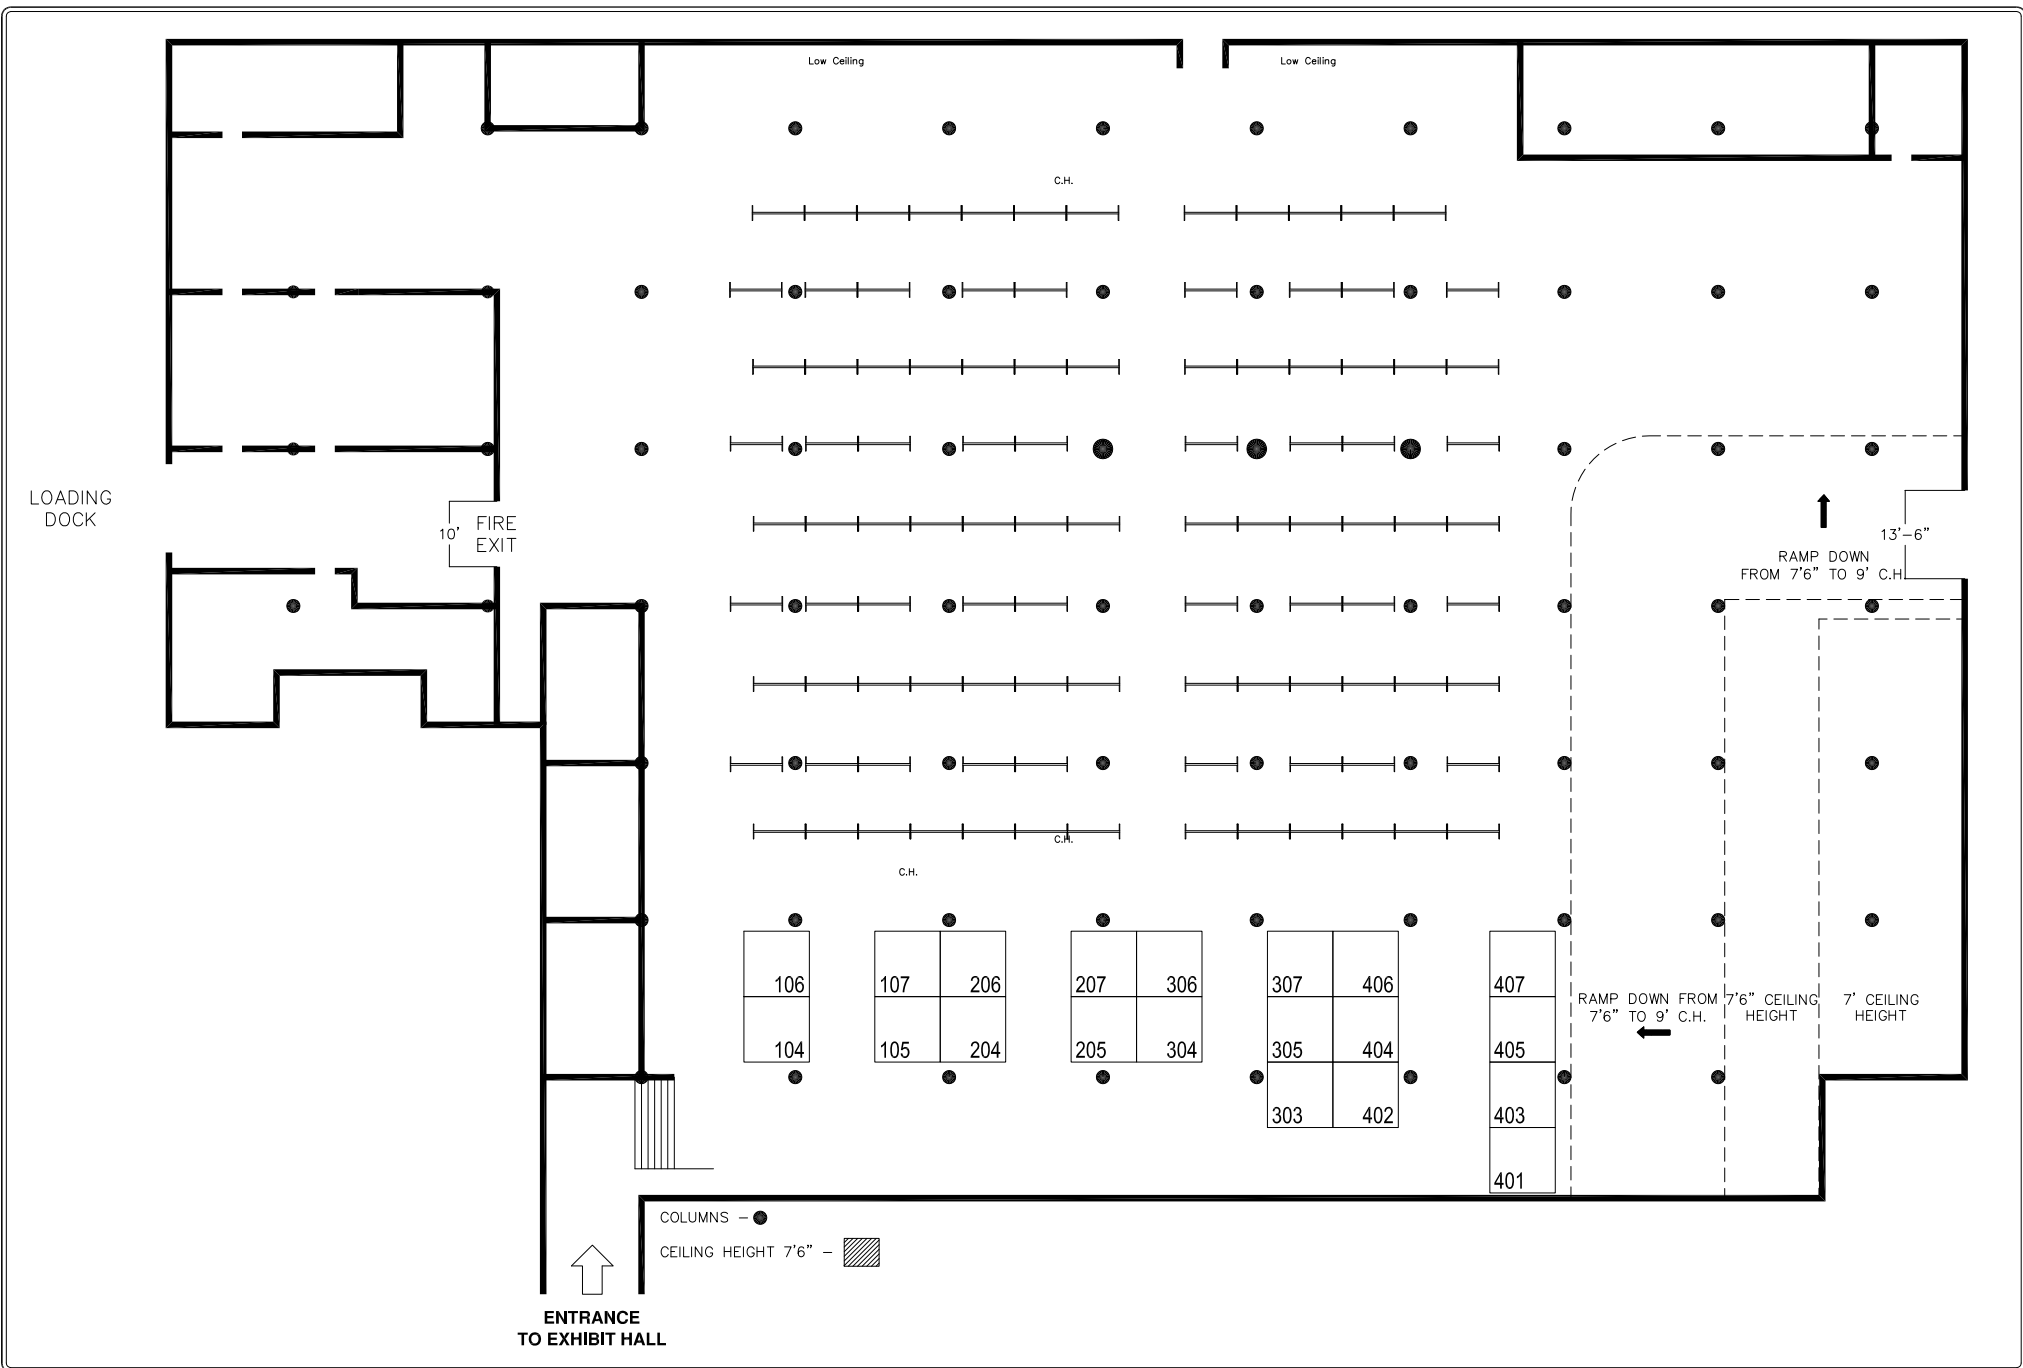 Low Ceiling
Low Ceiling
C.H.
LOADING
DOCK
10'
FIRE
EXIT
13'-6"
RAMP DOWN
FROM 7'6" TO 9' C.H.
C.H.
C.H.
106
107
206
207
306
307
406
407
RAMP DOWN FROM
7'6" TO 9' C.H.
7'6" CEILING
HEIGHT
7' CEILING
HEIGHT
104
105
204
205
304
305
404
405
303
402
403
401
COLUMNS -
CEILING HEIGHT 7'6" -
ENTRANCE
TO EXHIBIT HALL